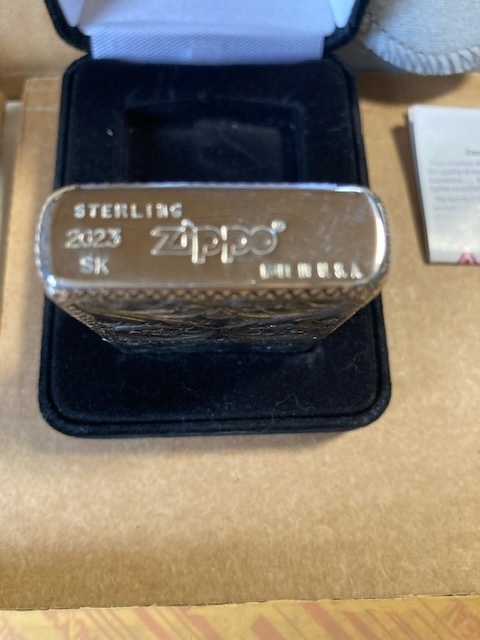 STERLING
2023 zippo®
SK MADE IN U.S.A